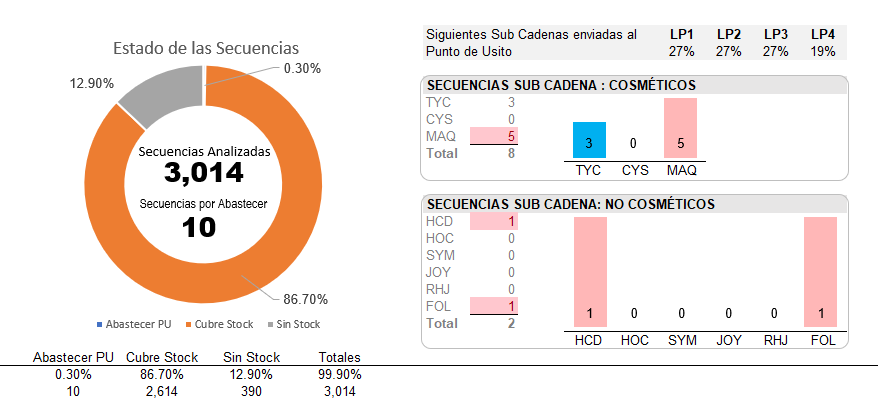 Estado de las Secuencias
0.30%
12.90%
Secuencias Analizadas
3,014
Secuencias por Abastecer
10
86.70%
Abastecer PU Cubre Stock Sin Stock
Abastecer PU Cubre Stock Sin Stock Totales
0.30% 86.70% 12.90% 99.90%
10 2,614 390 3,014
Siguientes Sub Cadenas enviadas al LP1 LP2 LP3 LP4
Punto de Usito 27% 27% 27% 19%
SECUENCIAS SUB CADENA : COSMÉTICOS
TYC 3
CYS 0
MAQ 5
Total 8
3 0 5
TYC CYS MAQ
SECUENCIAS SUB CADENA: NO COSMÉTICOS
HCD 1
HOC 0
SYM 0
JOY 0
RHJ 0
FOL 1
Total 2
1 0 0 0 0 1
HCD HOC SYM JOY RHJ FOL